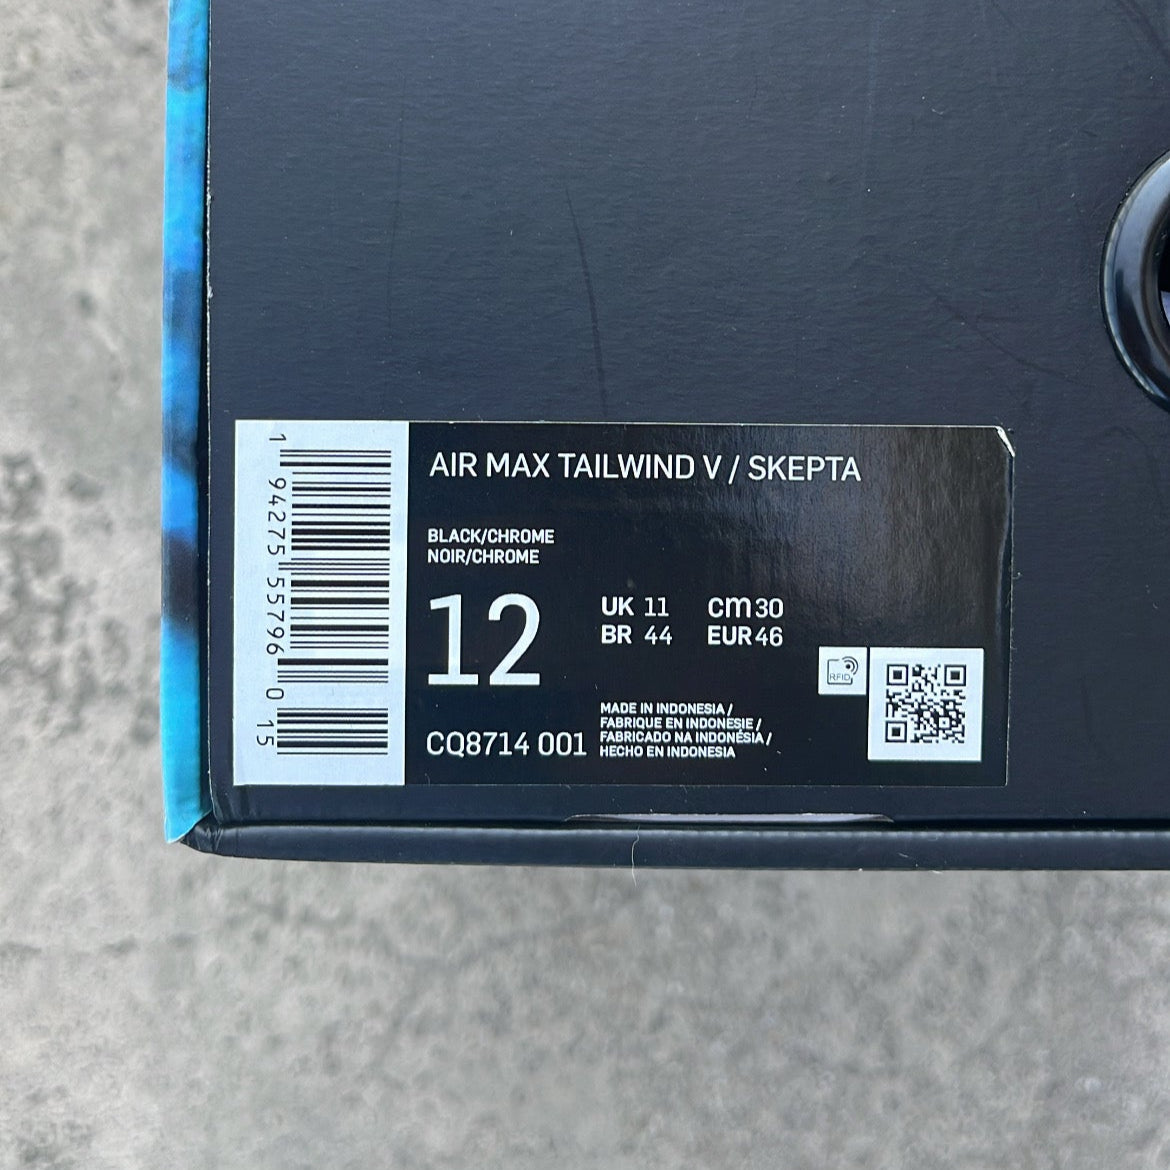 1 94275 55796 0 15
AIR MAX TAILWIND V / SKEPTA
BLACK/CHROME
NOIR/CHROME
12
UK 11 cm 30
BR 44 EUR 46
RFID
CQ8714 001
MADE IN INDONESIA /
FABRIQUE EN INDONESIE /
FABRICADO NA INDONÉSIA /
HECHO EN INDONESIA